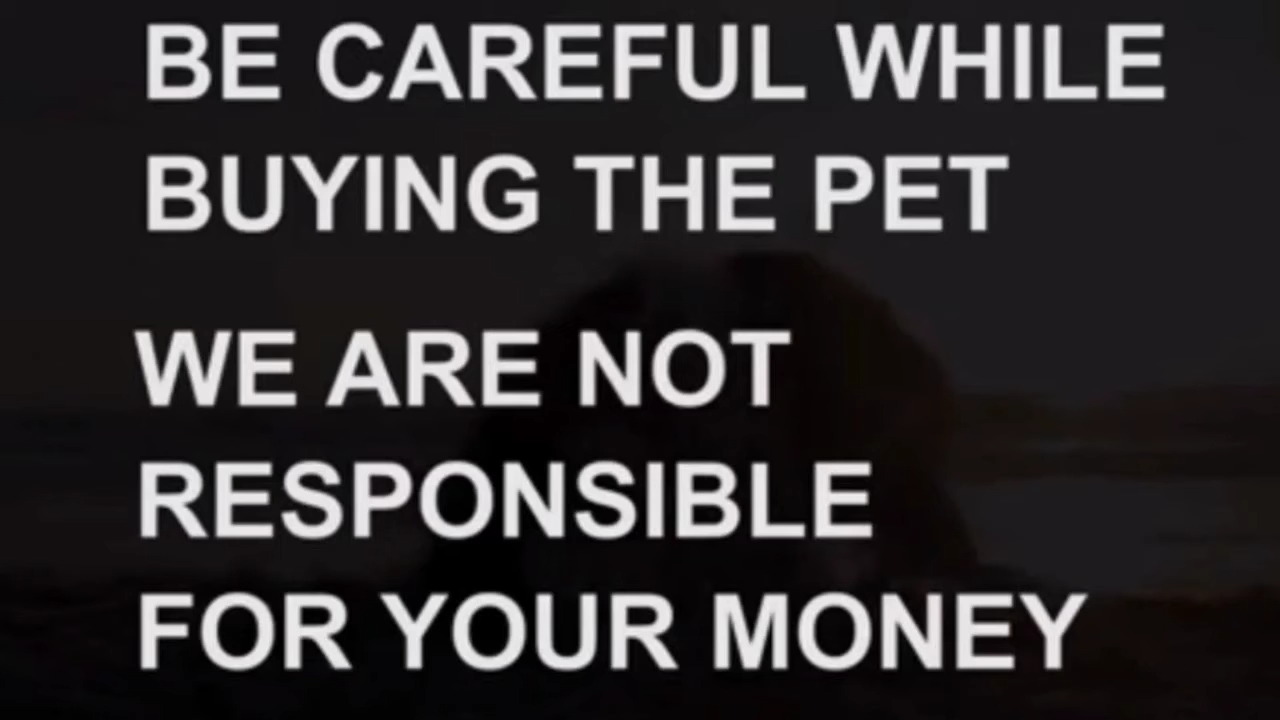 BE CAREFUL WHILE
BUYING THE PET
WE ARE NOT
RESPONSIBLE
FOR YOUR MONEY